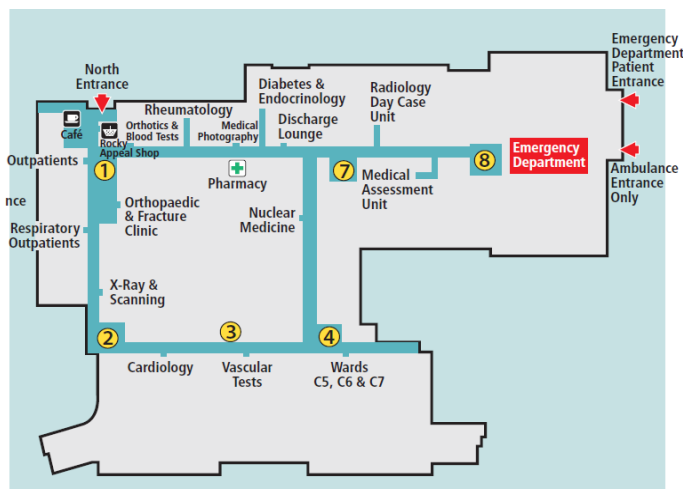 North
Entrance
Café
Rocky
Appeal Shop
Rheumatology
Orthotics &
Blood Tests
Medical
Photography
Diabetes &
Endocrinology
Discharge
Lounge
Radiology
Day Case
Unit
Emergency
Department
Patient
Entrance
Outpatients
1
Pharmacy
7
Medical
Assessment
Unit
8
Emergency
Department
Ambulance
Entrance
Only
nce
Respiratory
Outpatients
Orthopaedic
& Fracture
Clinic
Nuclear
Medicine
X-Ray &
Scanning
2
3
4
Cardiology
Vascular
Tests
Wards
C5, C6 & C7